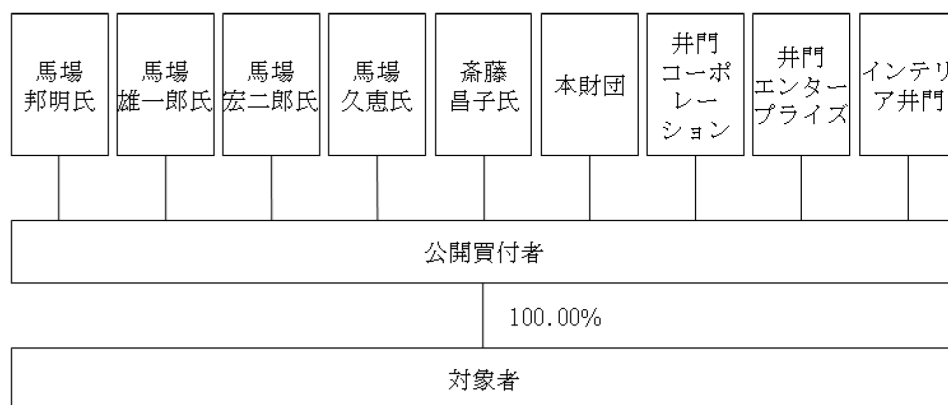 馬場
邦明氏
馬場
雄一郎氏
馬場
宏二郎氏
馬場
久恵氏
斎藤
昌子氏
本財団
井門
コーポ
レー
ション
井門
エンター
プライズ
インテリ
ア井門
公開買付者
100.00%
対象者